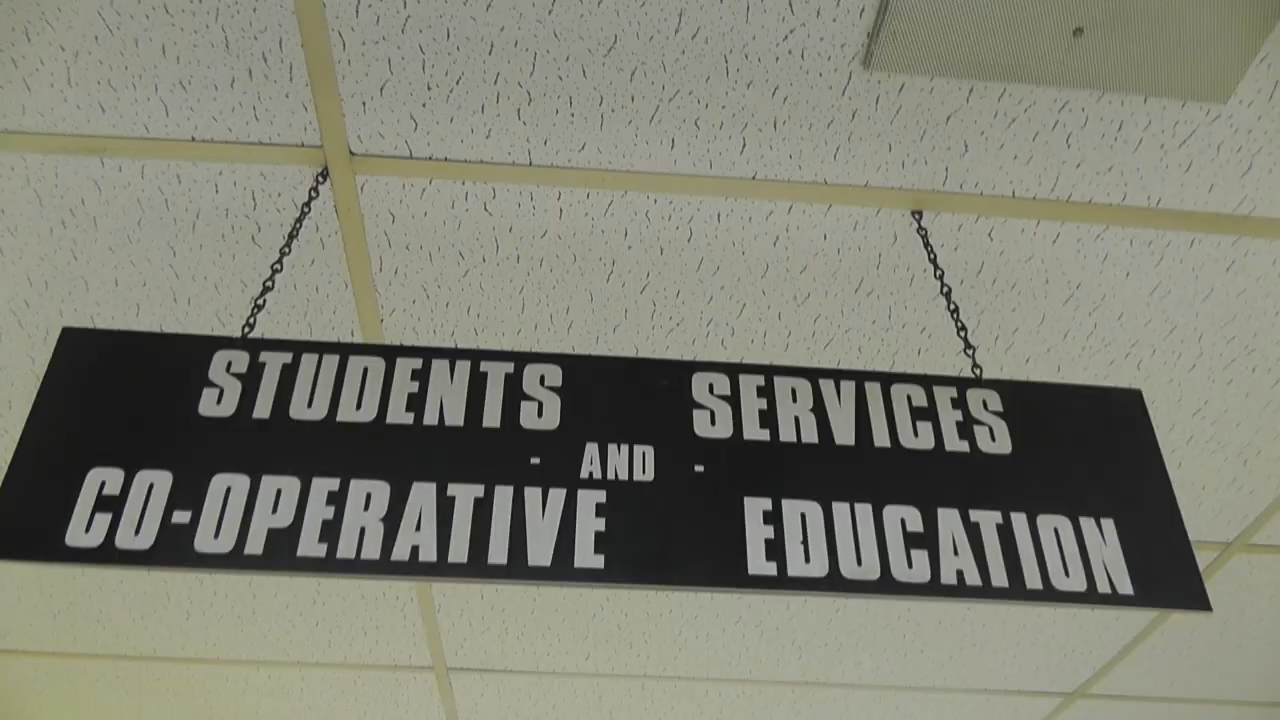 STUDENTS SERVICES
- AND -
CO-OPERATIVE EDUCATION